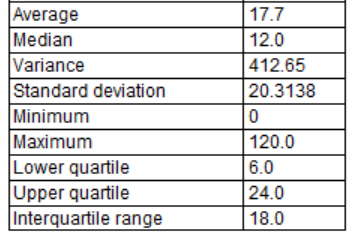 Average 17.7
Median 12.0
Variance 412.65
Standard deviation 20.3138
Minimum 0
Maximum 120.0
Lower quartile 6.0
Upper quartile 24.0
Interquartile range 18.0